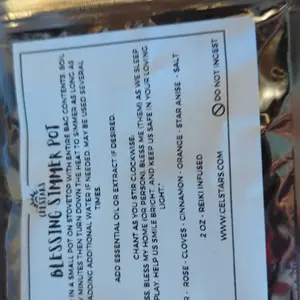 CELSTARS
BLESSING SIMMER POT
IN A SMALL POT ON STOVETOP WITH ENTIRE BAG CONTENTS. BOIL
MINUTES THEN TURN DOWN THE HEAT TO SIMMER AS LONG AS
ADDING ADDITIONAL WATER IF NEEDED. MAY BE USED SEVERAL
TIMES.
ADD ESSENTIAL OIL OR EXTRACT IF DESIRED.
CHANT AS YOU STIR CLOCKWISE:
BLESS MY HOME (OR PERSON), BLESS ME (THEM) AS WE SLEEP
PLAY. HELP US SMILE BRIGHT, AND KEEP US SAFE IN YOUR LOVING
LIGHT."
ROSE - CLOVES - CINNAMON - ORANGE - STAR ANISE - SALT
2 OZ - REIKI INFUSED
WWW.CELSTARS.COM
DO NOT INGEST